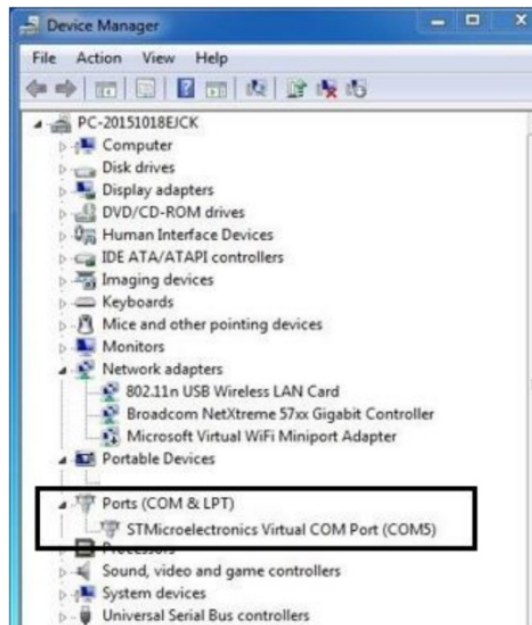 Device Manager
File Action View Help
PC-20151018EJCK
Computer
Disk drives
Display adapters
DVD/CD-ROM drives
Human Interface Devices
IDE ATA/ATAPI controllers
Imaging devices
Keyboards
Mice and other pointing devices
Monitors
Network adapters
802.11n USB Wireless LAN Card
Broadcom NetXtreme 57xx Gigabit Controller
Microsoft Virtual WiFi Miniport Adapter
Portable Devices
Ports (COM & LPT)
STMicroelectronics Virtual COM Port (COM5)
Processors
Sound, video and game controllers
System devices
Universal Serial Bus controllers